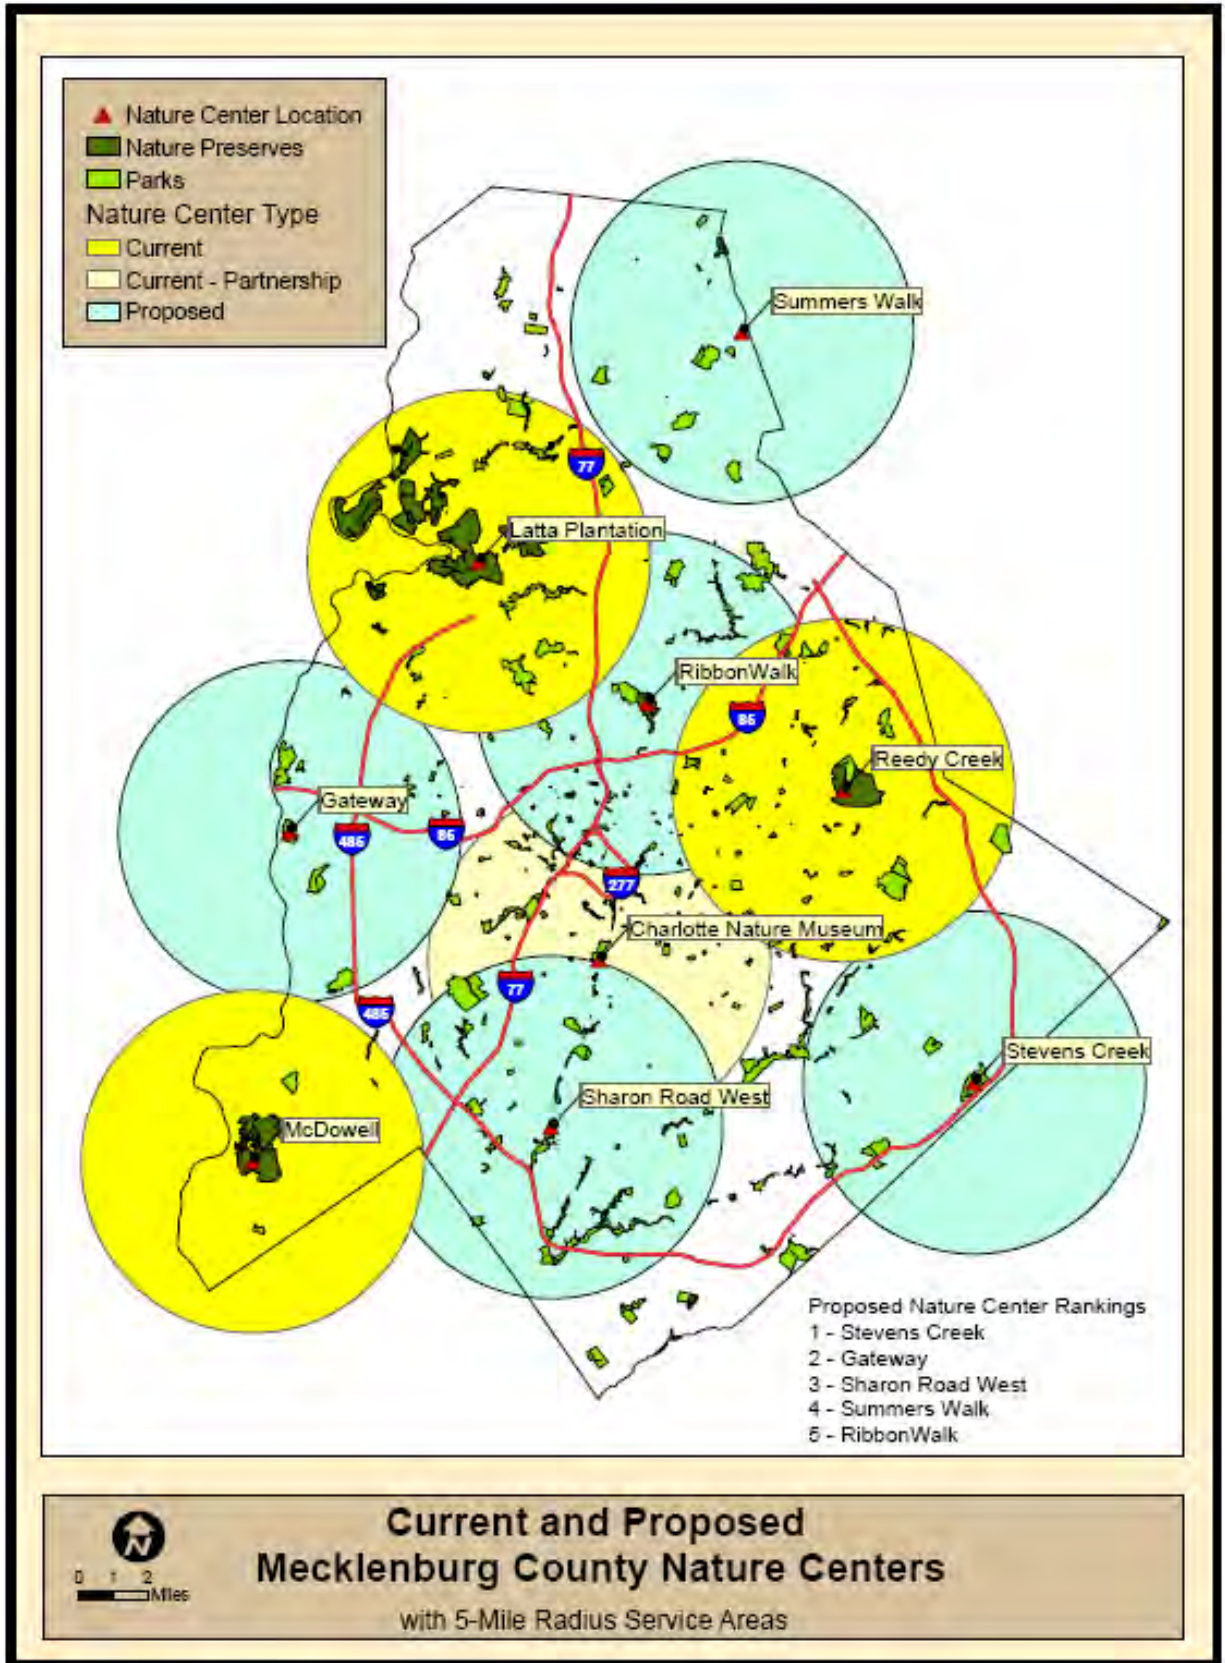 Nature Center Location
Nature Preserves
Parks
Nature Center Type
Current
Current - Partnership
Proposed
Summers Walk
77
Latta Plantation
RibbonWalk
85
Reedy Creek
Gateway
485
85
277
Charlotte Nature Museum
77
485
Stevens Creek
Sharon Road West
McDowell
Proposed Nature Center Rankings
1 - Stevens Creek
2 - Gateway
3 - Sharon Road West
4 - Summers Walk
5 - RibbonWalk
N
0 1 2
Miles
Current and Proposed
Mecklenburg County Nature Centers
with 5-Mile Radius Service Areas